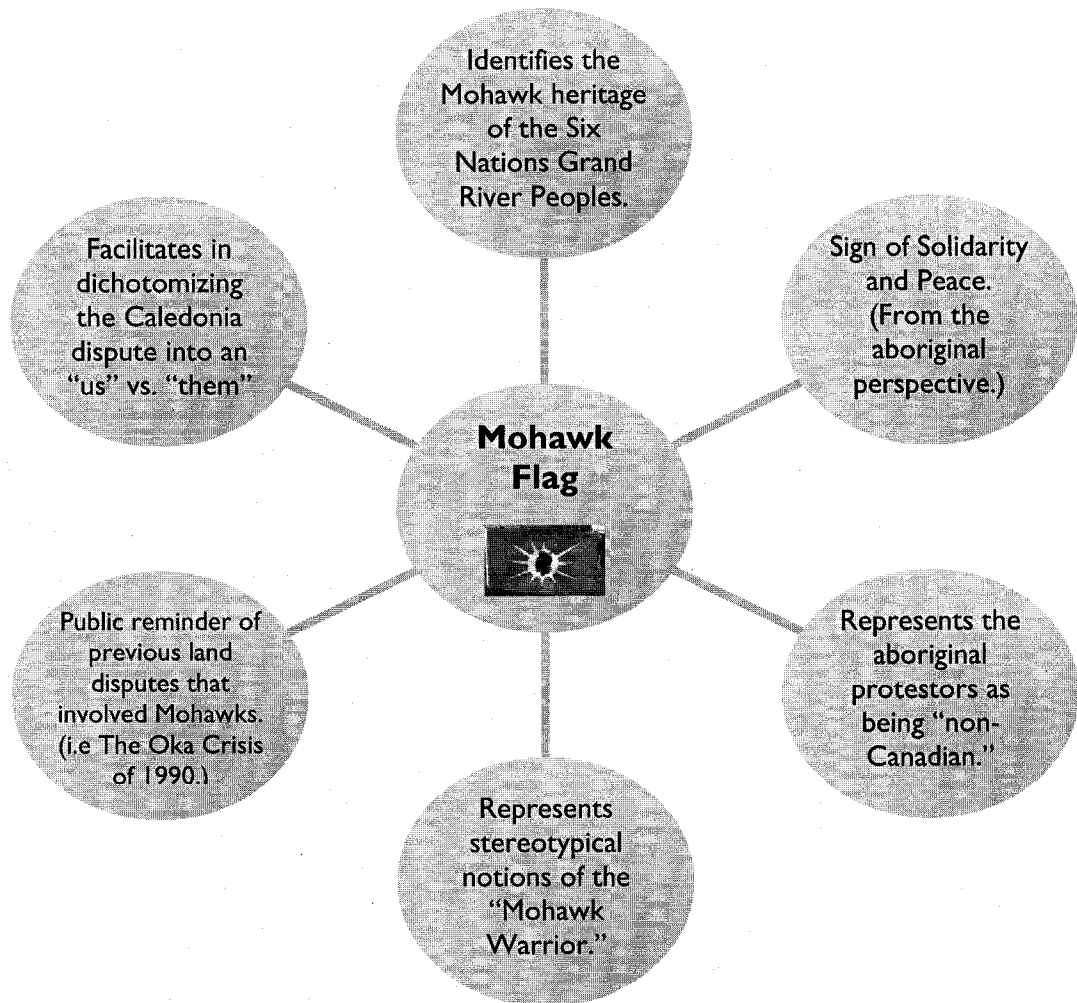 Identifies the
Mohawk heritage
of the Six
Nations Grand
River Peoples.
Facilitates in
dichotomizing
the Caledonia
dispute into an
“us” vs. “them”
Sign of Solidarity
and Peace.
(From the
aboriginal
perspective.)
Mohawk
Flag
Public reminder of
previous land
disputes that
involved Mohawks.
(i.e The Oka Crisis
of 1990.)
Represents the
aboriginal
protestors as
being “non-
Canadian.”
Represents
stereotypical
notions of the
“Mohawk
Warrior.”